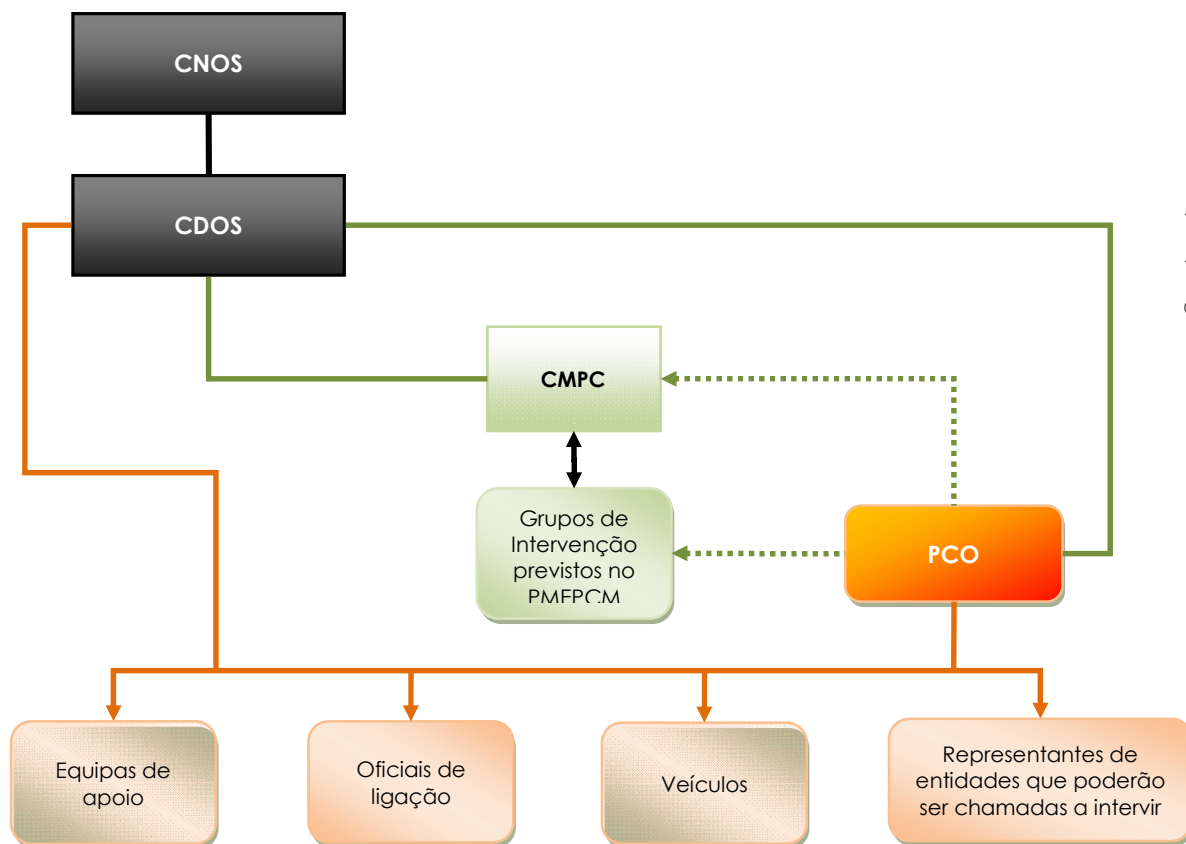 CNOS
CDOS
CMPC
Grupos de
Intervenção
previstos no
PMEPCM
PCO
Equipas de
apoio
Oficiais de
ligação
Veículos
Representantes de
entidades que poderão
ser chamadas a intervir